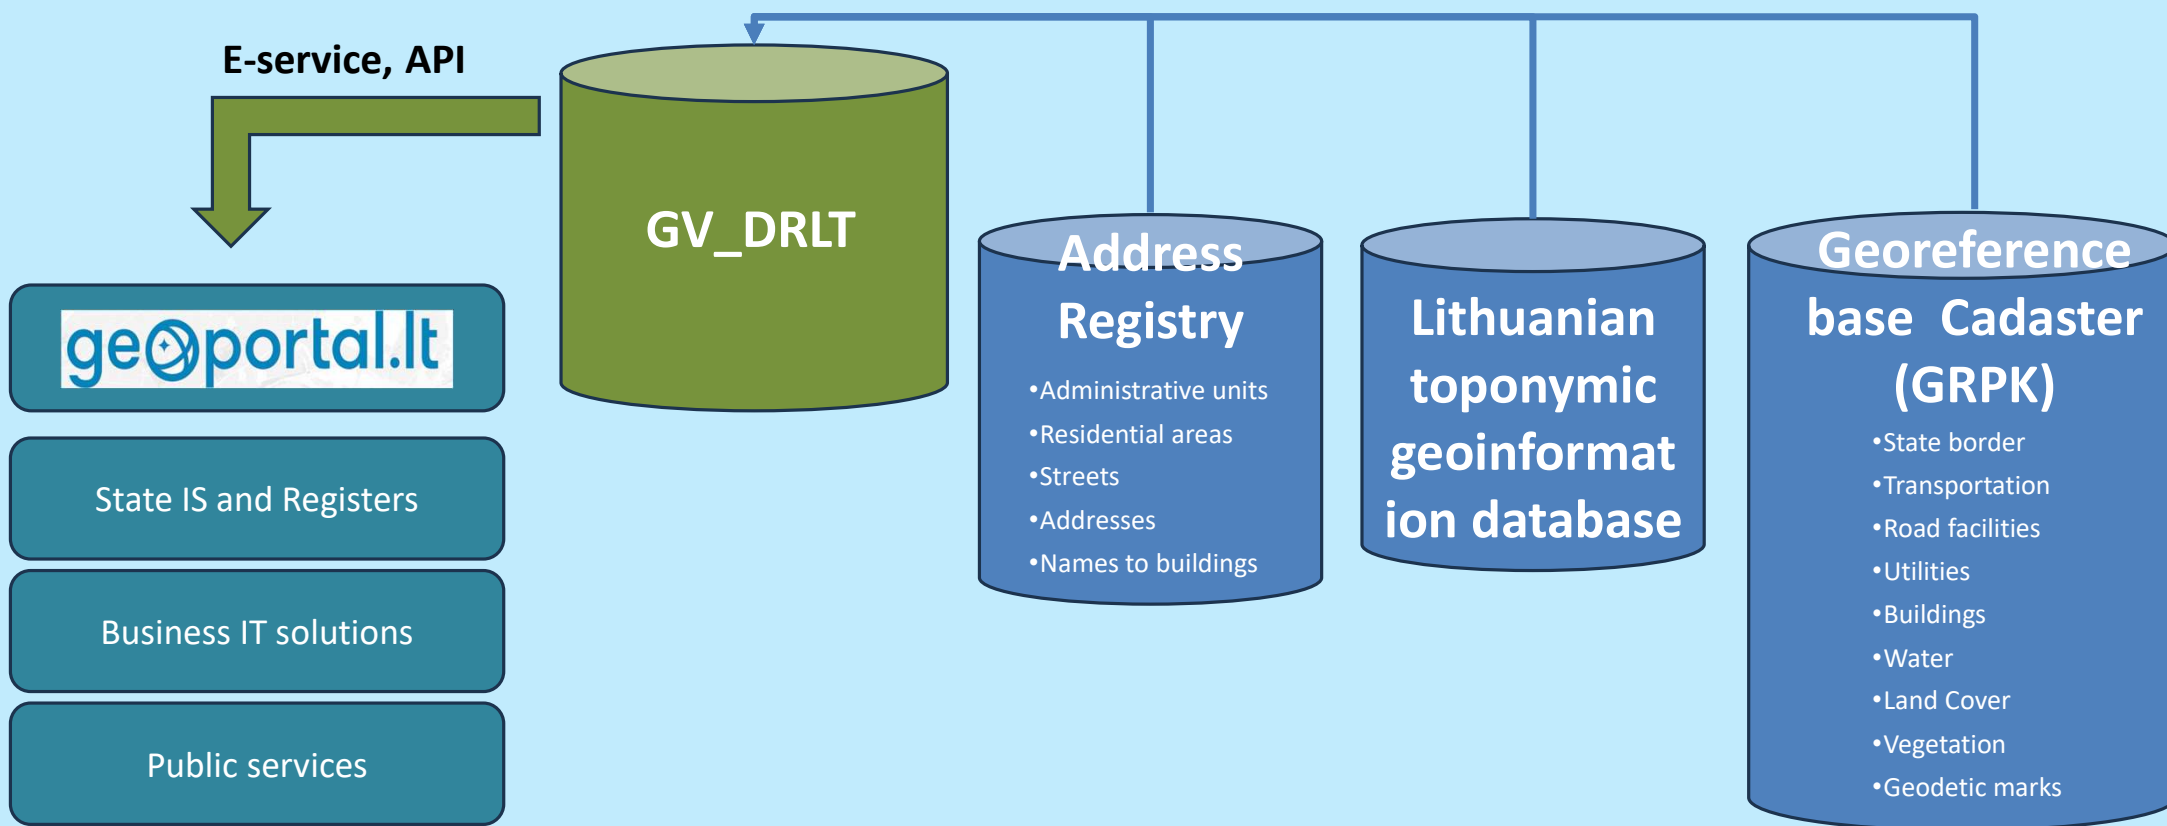 E-service, API
geoportal.lt
State IS and Registers
Business IT solutions
Public services
GV_DRLT
Address
Registry
•Administrative units
•Residential areas
•Streets
•Addresses
•Names to buildings
Lithuanian
toponymic
geoinformat
ion database
Georeference
base Cadaster
(GRPK)
•State border
•Transportation
•Road facilities
•Utilities
•Buildings
•Water
•Land Cover
•Vegetation
•Geodetic marks